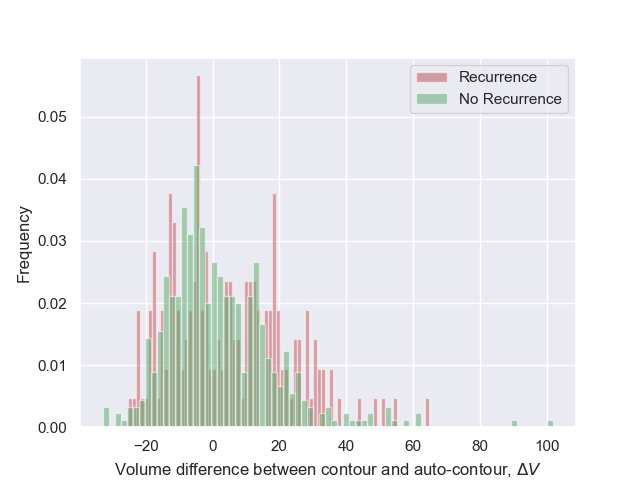 Recurrence
No Recurrence
0.05
0.04
0.03
0.02
0.01
0.00
Frequency
−20 0 20 40 60 80 100
Volume difference between contour and auto-contour, ΔV